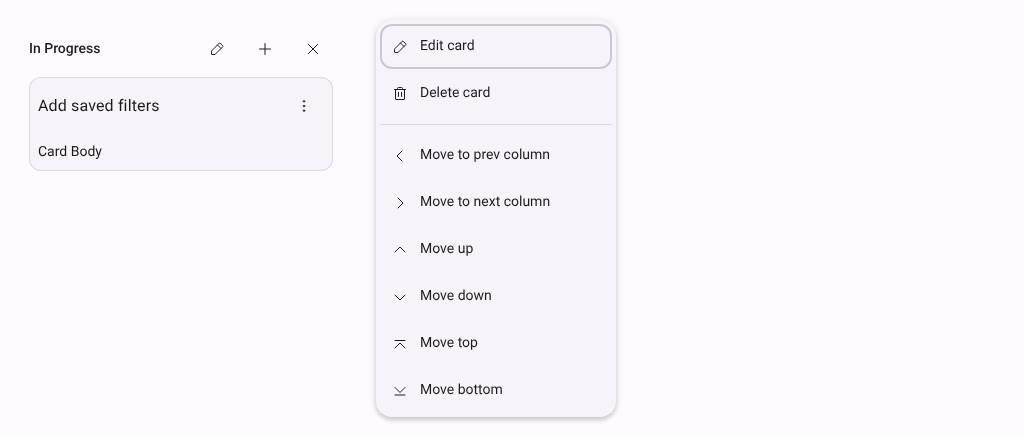 In Progress
Add saved filters
Card Body
Edit card
Delete card
Move to prev column
Move to next column
Move up
Move down
Move top
Move bottom